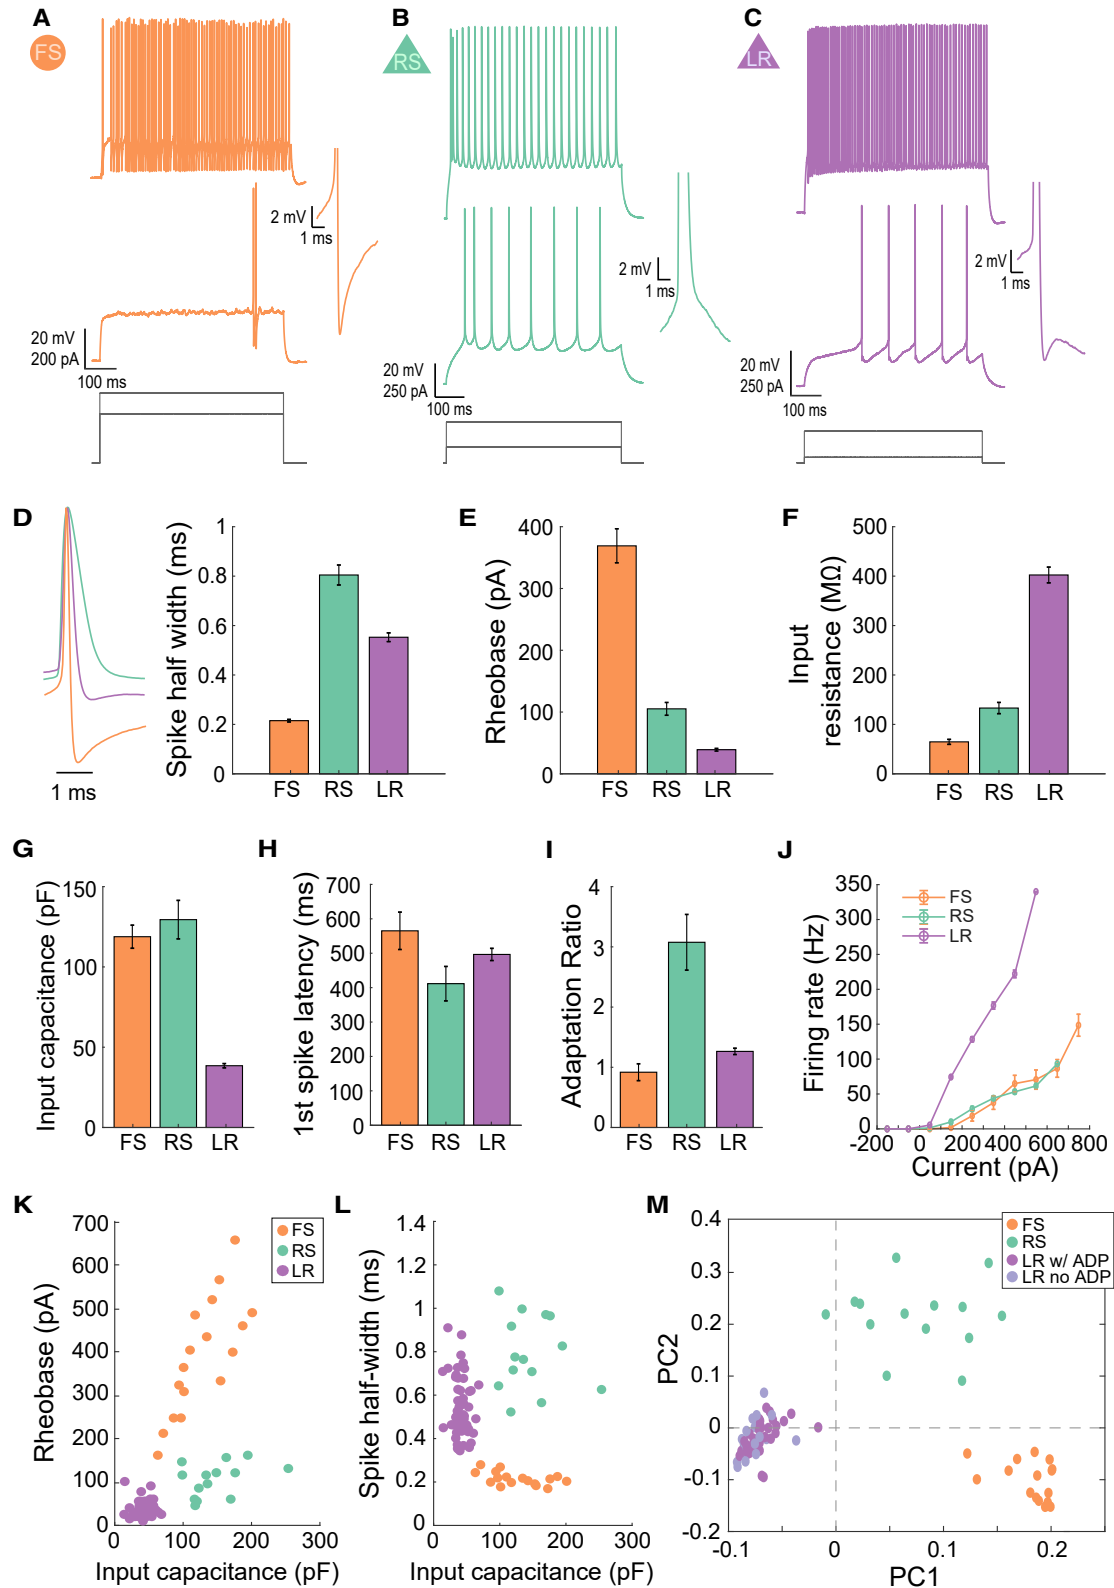 A
B
C
FS
RS
LR
2 mV
1 ms
2 mV
1 ms
2 mV
1 ms
20 mV
200 pA
100 ms
20 mV
250 pA
100 ms
20 mV
250 pA
100 ms
D
1 ms
Spike half width (ms)
1
0.8
0.6
0.4
0.2
0
FS RS LR
E
Rheobase (pA)
400
300
200
100
0
FS RS LR
F
Input
resistance (MΩ)
500
400
300
200
100
0
FS RS LR
G
Input capacitance (pF)
150
100
50
0
FS RS LR
H
1st spike latency (ms)
700
600
500
400
300
200
100
0
FS RS LR
I
Adaptation Ratio
4
3
2
1
0
FS RS LR
J
Firing rate (Hz)
350
300
250
200
150
100
50
0
FS
RS
LR
-200 0 200 400 600 800
Current (pA)
K
Rheobase (pA)
700
600
500
400
300
200
100
0
FS
RS
LR
0 100 200 300
Input capacitance (pF)
L
Spike half-width (ms)
1.4
1.2
1
0.8
0.6
0.4
0.2
0
0 100 200 300
Input capacitance (pF)
M
PC2
0.4
0.3
0.2
0.1
0
-0.1
-0.2
FS
RS
LR w/ ADP
LR no ADP
-0.1 0 0.1 0.2
PC1